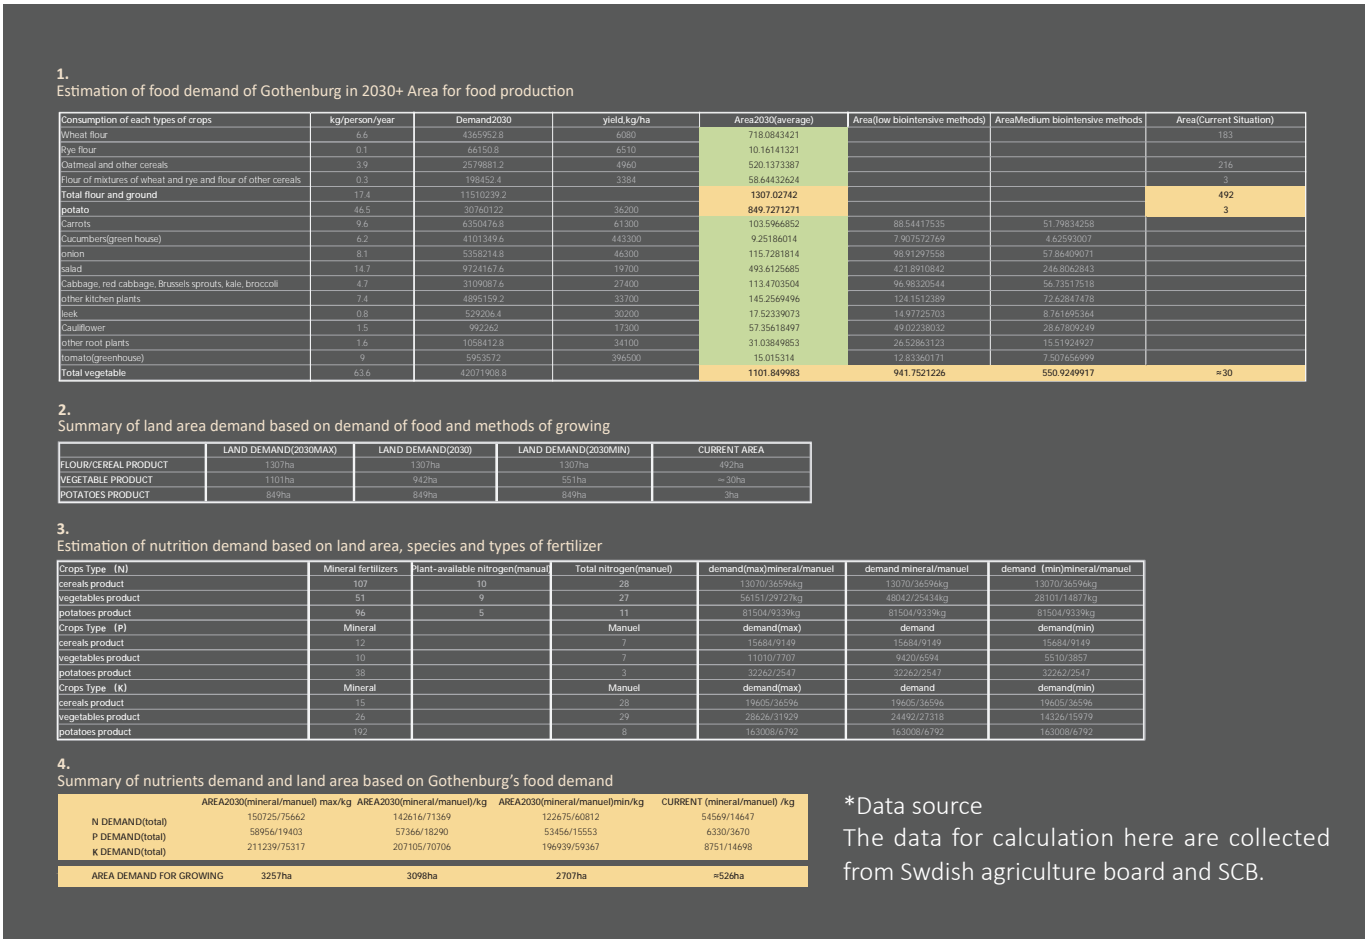 1.
Estimation of food demand of Gothenburg in 2030+ Area for food production
Consumption of each types of crops kg/person/year Demand2030 yield,kg/ha Area2030(average) Area(low biointensive methods) AreaMedium biointensive methods Area(Current Situation)
Wheat flour 6.6 4365952.8 6080 718.0843421 183
Rye flour 0.1 66150.8 6510 10.16141321
Oatmeal and other cereals 3.9 2579881.2 4960 520.1373387 216
Flour of mixtures of wheat and rye and flour of other cereals 0.3 198452.4 3384 58.64432624 3
Total flour and ground 17.4 11510239.2 1307.02742 492
potato 46.5 30760122 36200 849.7271271 3
Carrots 9.6 6350476.8 61300 103.5966852 88.54417535 51.79834258
Cucumbers(green house) 6.2 4101349.6 443300 9.25186014 7.907572769 4.62593007
onion 8.1 5358214.8 46300 115.7281814 98.91297558 57.86409071
salad 14.7 9724167.6 19700 493.6125685 421.8910842 246.8062843
Cabbage, red cabbage, Brussels sprouts, kale, broccoli 4.7 3109087.6 27400 113.4703504 96.98320544 56.73517518
other kitchen plants 7.4 4895159.2 33700 145.2569496 124.1512389 72.62847478
leek 0.8 529206.4 30200 17.52339073 14.97725703 8.761695364
Cauliflower 1.5 992262 17300 57.35618497 49.02238032 28.67809249
other root plants 1.6 1058412.8 34100 31.03849853 26.52863123 15.51924927
tomato(greenhouse) 9 5953572 396500 15.015314 12.83360171 7.507656999
Total vegetable 63.6 42071908.8 1101.849983 941.7521226 550.9249917 ≈30
2.
Summary of land area demand based on demand of food and methods of growing
LAND DEMAND(2030MAX) LAND DEMAND(2030) LAND DEMAND(2030MIN) CURRENT AREA
FLOUR/CEREAL PRODUCT 1307ha 1307ha 1307ha 492ha
VEGETABLE PRODUCT 1101ha 942ha 551ha ≈30ha
POTATOES PRODUCT 849ha 849ha 849ha 3ha
3.
Estimation of nutrition demand based on land area, species and types of fertilizer
Crops Type (N) Mineral fertilizers Plant-available nitrogen(manual) Total nitrogen(manuel) demand(max)mineral/manuel demand mineral/manuel demand (min)mineral/manuel
cereals product 107 10 28 13070/36596kg 13070/36596kg 13070/36596kg
vegetables product 51 9 27 56151/29727kg 48042/25434kg 28101/14877kg
potatoes product 96 5 11 81504/9339kg 81504/9339kg 81504/9339kg
Crops Type (P) Mineral Manuel demand(max) demand demand(min)
cereals product 12 7 15684/9149 15684/9149 15684/9149
vegetables product 10 7 11010/7707 9420/6594 5510/3857
potatoes product 38 3 32262/2547 32262/2547 32262/2547
Crops Type (K) Mineral Manuel demand(max) demand demand(min)
cereals product 15 28 19605/36596 19605/36596 19605/36596
vegetables product 26 29 28626/31929 24492/27318 14326/15979
potatoes product 192 8 163008/6792 163008/6792 163008/6792
4.
Summary of nutrients demand and land area based on Gothenburg's food demand
AREA2030(mineral/manuel) max/kg AREA2030(mineral/manuel)/kg AREA2030(mineral/manuel)min/kg CURRENT (mineral/manuel) /kg
N DEMAND(total) 150725/75662 142616/71369 122675/60812 54569/14647
P DEMAND(total) 58956/19403 57366/18290 53456/15553 6330/3670
K DEMAND(total) 211239/75317 207105/70706 196939/59367 8751/14698
AREA DEMAND FOR GROWING 3257ha 3098ha 2707ha ≈526ha
*Data source
The data for calculation here are collected
from Swdish agriculture board and SCB.